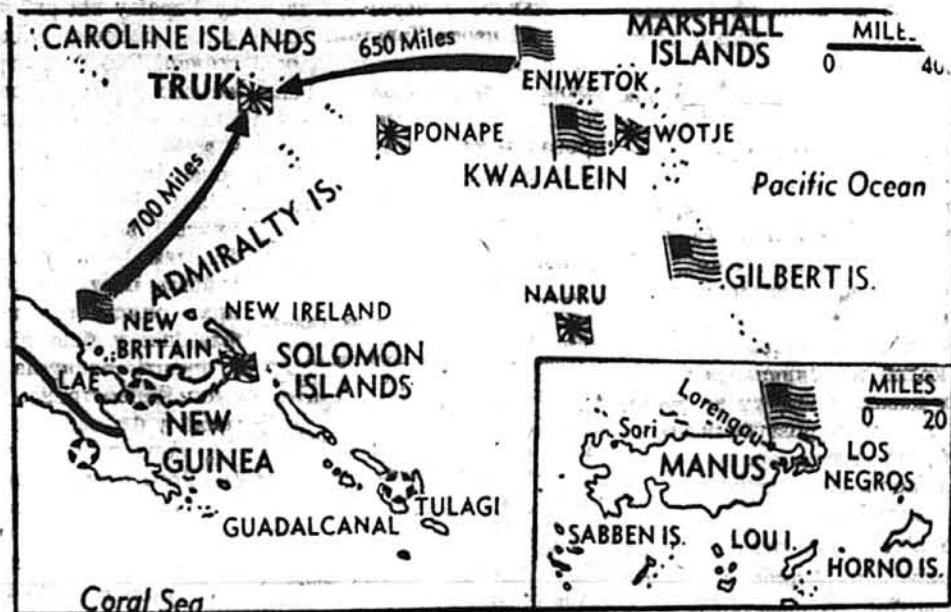 CAROLINE ISLANDS
650 Miles
MARSHALL
ISLANDS
0
TRUK
ENIWETOK
PONAPE
WOTJE
KWAJALEIN
Pacific Ocean
700 Miles
ADMIRALTY IS.
GILBERT IS.
NAURU
NEW IRELAND
NEW
BRITAIN
SOLOMON
ISLANDS
LAE
NEW
GUINEA
TULAGI
GUADALCANAL
Coral Sea
MILES
0 20
Lorengau
Sori
MANUS
LOS
NEGROS
SABBEN IS.
LOU I.
HORNO IS.